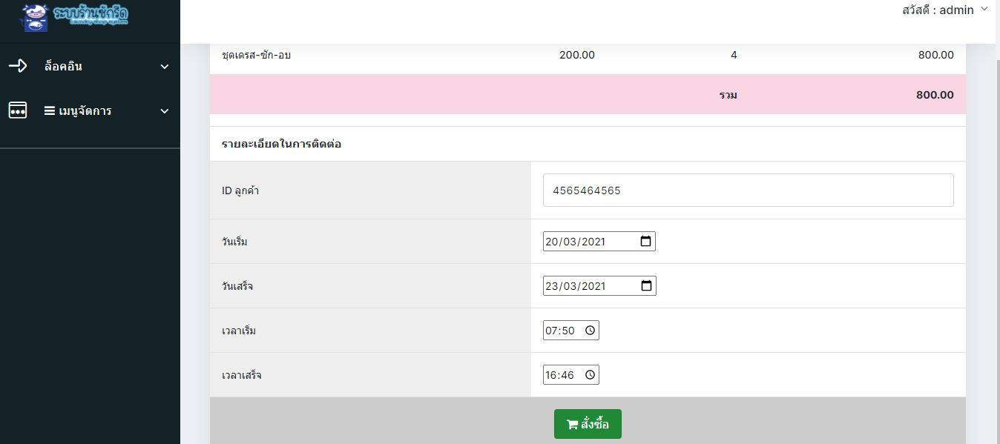 ระบบร้านซักรีด
Laundry shop system
สวัสดี : admin
ล็อคอิน
เมนูจัดการ
ชุดเดรส-ซัก-อบ 200.00 4 800.00
รวม 800.00
รายละเอียดในการติดต่อ
ID ลูกค้า 4565464565
วันเริ่ม 20/03/2021
วันเสร็จ 23/03/2021
เวลาเริ่ม 07:50
เวลาเสร็จ 16:46
สั่งซื้อ